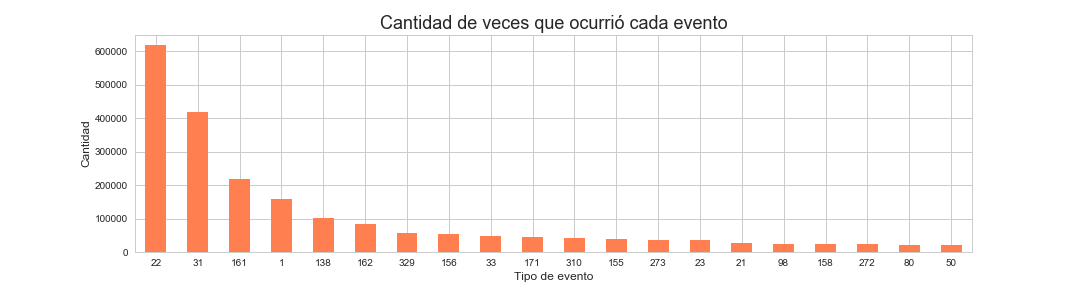 Cantidad de veces que ocurrió cada evento
600000
500000
400000
300000
200000
100000
0
Cantidad
22 31 161 1 138 162 329 156 33 171 310 155 273 23 21 98 158 272 80 50
Tipo de evento